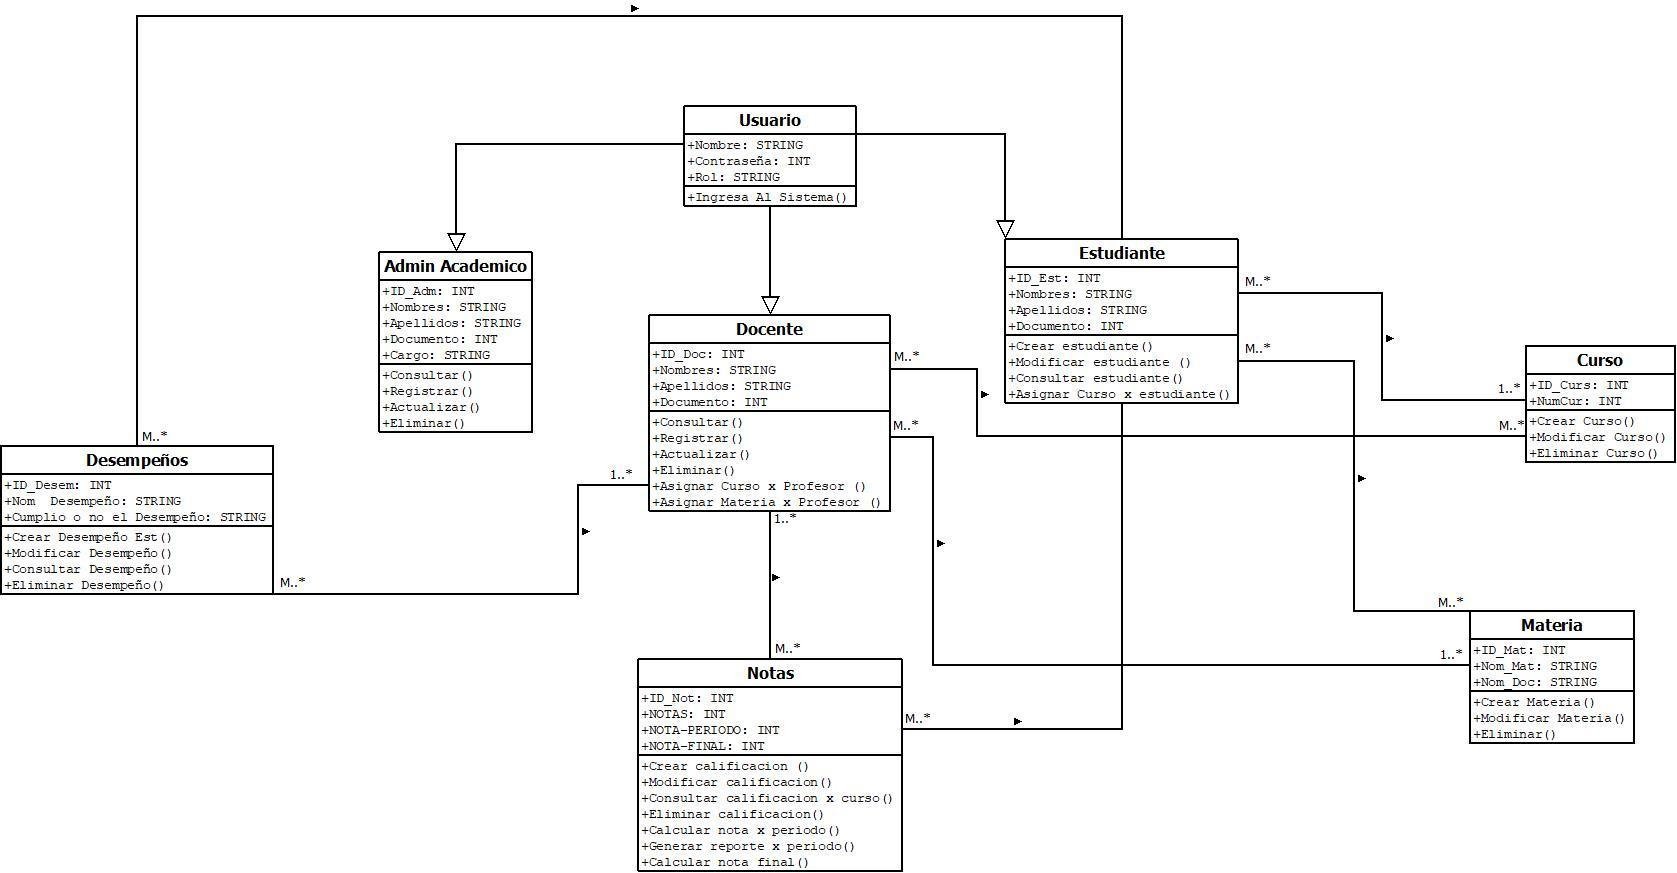 Usuario
+Nombre: STRING
+Contraseña: INT
+Rol: STRING
+Ingresa Al Sistema()
Admin Academico
+ID_Adm: INT
+Nombres: STRING
+Apellidos: STRING
+Documento: INT
+Cargo: STRING
+Consultar()
+Registrar()
+Actualizar()
+Eliminar()
Estudiante
+ID_Est: INT
+Nombres: STRING
+Apellidos: STRING
+Documento: INT
+Crear estudiante()
+Modificar estudiante ()
+Consultar estudiante()
+Asignar Curso x estudiante()
M..*
M..*
Docente
+ID_Doc: INT
+Nombres: STRING
+Apellidos: STRING
+Documento: INT
+Consultar()
+Registrar()
+Actualizar()
+Eliminar()
+Asignar Curso x Profesor ()
+Asignar Materia x Profesor ()
M..*
M..*
1..*
1..*
Curso
+ID_Curs: INT
+NumCur: INT
+Crear Curso()
+Modificar Curso()
+Eliminar Curso()
1..*
M..*
M..*
Desempeños
+ID_Desem: INT
+Nom  Desempeño: STRING
+Cumplio o no el Desempeño: STRING
+Crear Desempeño Est()
+Modificar Desempeño()
+Consultar Desempeño()
+Eliminar Desempeño()
M..*
M..*
Materia
+ID_Mat: INT
+Nom_Mat: STRING
+Nom_Doc: STRING
+Crear Materia()
+Modificar Materia()
+Eliminar()
1..*
M..*
Notas
+ID_Not: INT
+NOTAS: INT
+NOTA-PERIODO: INT
+NOTA-FINAL: INT
+Crear calificacion ()
+Modificar calificacion()
+Consultar calificacion x curso()
+Eliminar calificacion()
+Calcular nota x periodo()
+Generar reporte x periodo()
+Calcular nota final()
M..*